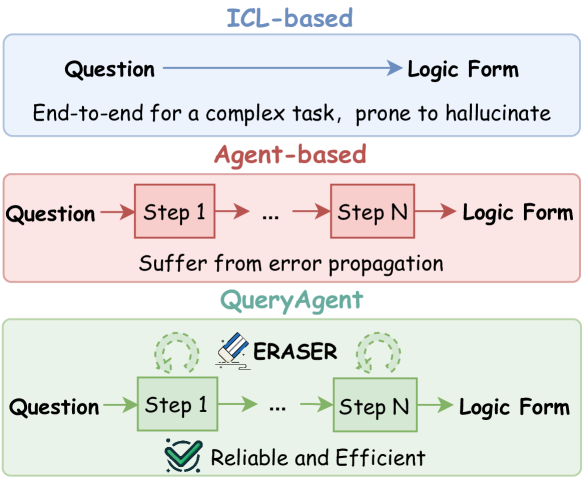 ICL-based
Question Logic Form
End-to-end for a complex task, prone to hallucinate
Agent-based
Question Step 1 ... Step N Logic Form
Suffer from error propagation
QueryAgent
ERASER
Question Step 1 ... Step N Logic Form
Reliable and Efficient